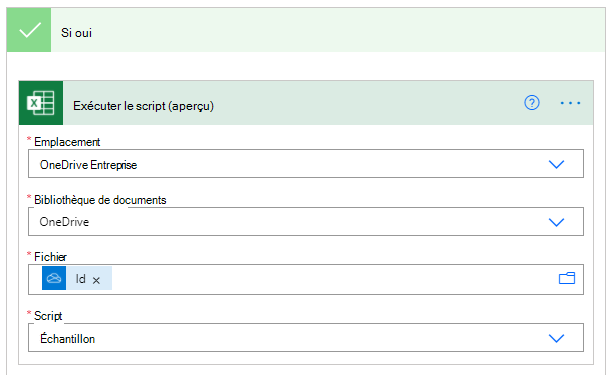 Si oui
Exécuter le script (aperçu)
* Emplacement
OneDrive Entreprise
* Bibliothèque de documents
OneDrive
* Fichier
Id ×
* Script
Échantillon